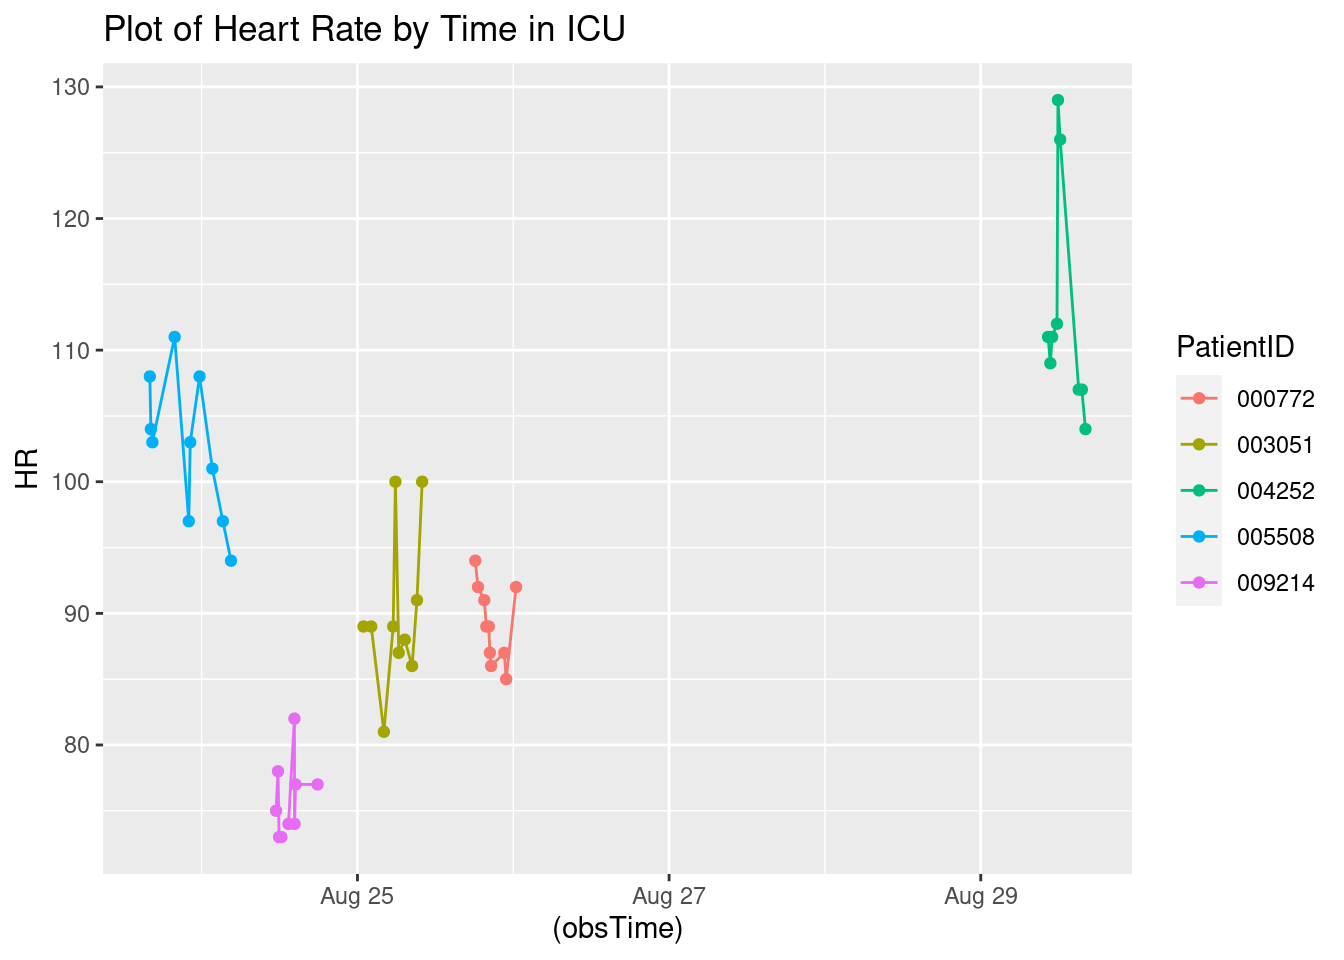 Plot of Heart Rate by Time in ICU
130
120
110
100
90
80
HR
Aug 25
Aug 27
Aug 29
(obsTime)
PatientID
000772
003051
004252
005508
009214